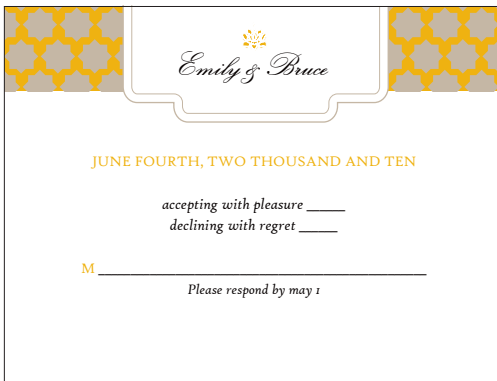 Emily & Bruce
JUNE FOURTH, TWO THOUSAND AND TEN
accepting with pleasure _____
declining with regret _____
M ____________________________________________
Please respond by may 1